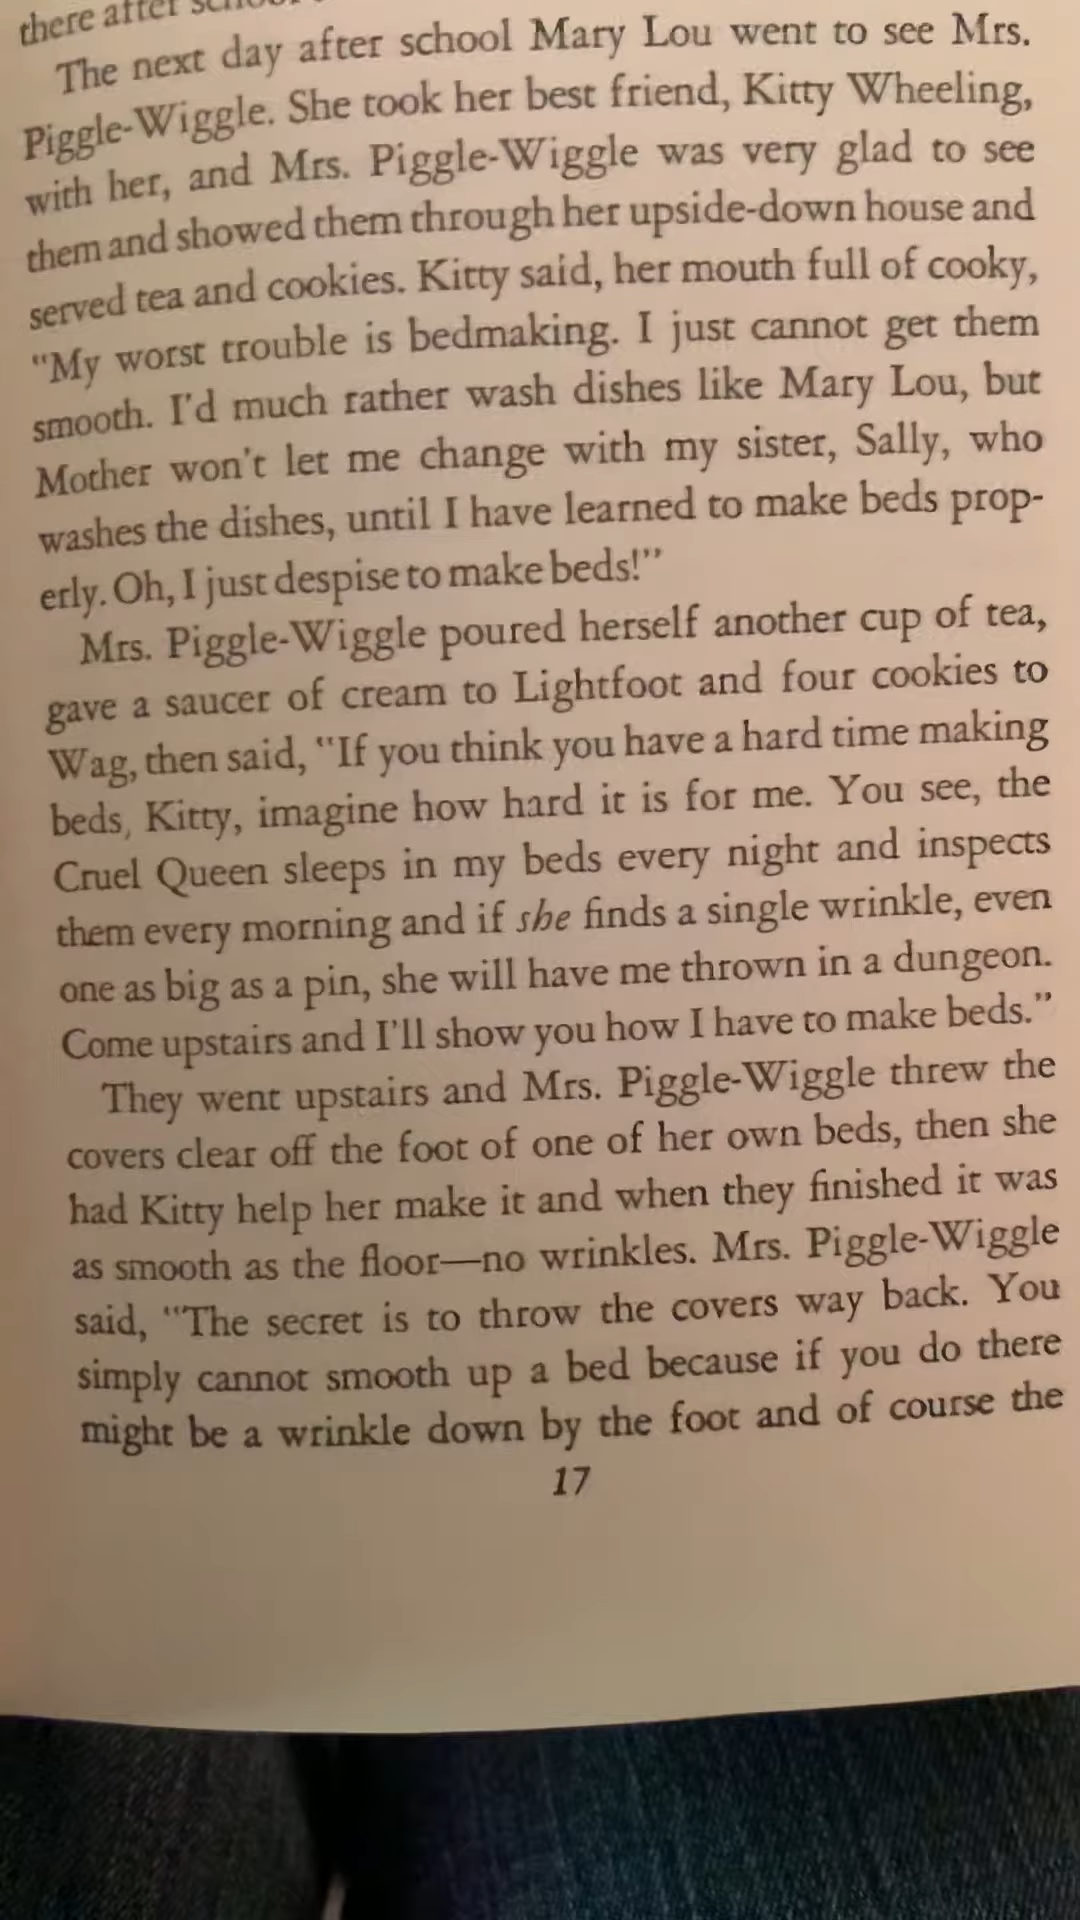 there after school
The next day after school Mary Lou went to see Mrs.
Piggle-Wiggle. She took her best friend, Kitty Wheeling,
with her, and Mrs. Piggle-Wiggle was very glad to see
them and showed them through her upside-down house and
served tea and cookies. Kitty said, her mouth full of cooky,
"My worst trouble is bedmaking. I just cannot get them
smooth. I'd much rather wash dishes like Mary Lou, but
Mother won't let me change with my sister, Sally, who
washes the dishes, until I have learned to make beds prop-
erly. Oh, I just despise to make beds!"
Mrs. Piggle-Wiggle poured herself another cup of tea,
gave a saucer of cream to Lightfoot and four cookies to
Wag, then said, "If you think you have a hard time making
beds, Kitty, imagine how hard it is for me. You see, the
Cruel Queen sleeps in my beds every night and inspects
them every morning and if she finds a single wrinkle, even
one as big as a pin, she will have me thrown in a dungeon.
Come upstairs and I'll show you how I have to make beds."
They went upstairs and Mrs. Piggle-Wiggle threw the
covers clear off the foot of one of her own beds, then she
had Kitty help her make it and when they finished it was
as smooth as the floor—no wrinkles. Mrs. Piggle-Wiggle
said, "The secret is to throw the covers way back. You
simply cannot smooth up a bed because if you do there
might be a wrinkle down by the foot and of course the
17